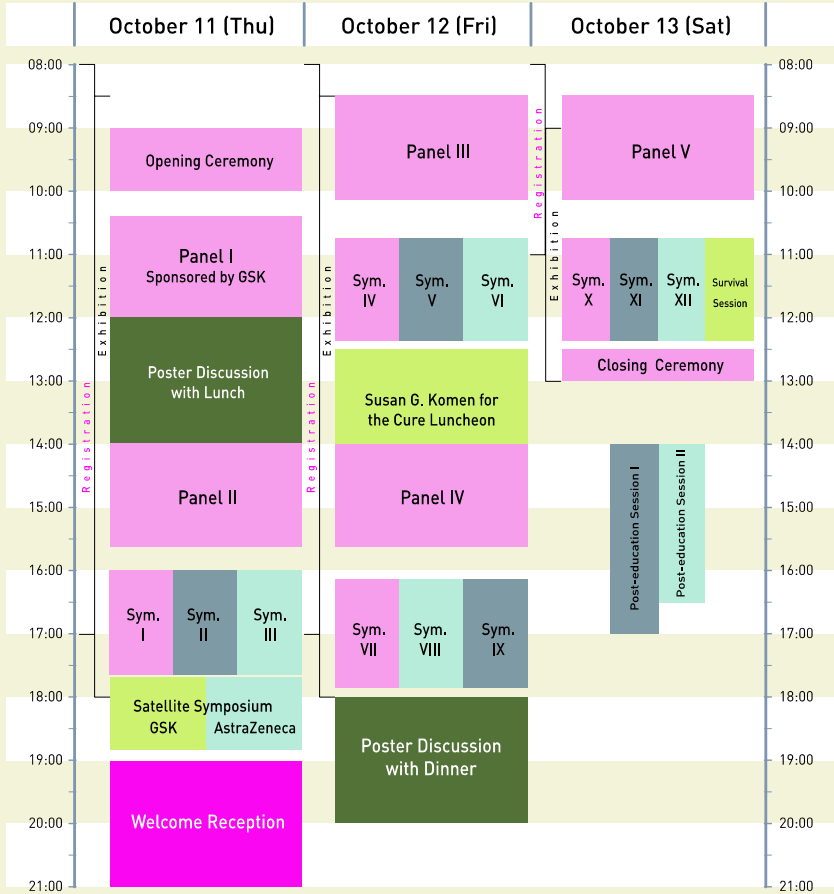 October 11 (Thu)
October 12 (Fri)
October 13 (Sat)
08:00
09:00
10:00
11:00
12:00
13:00
14:00
15:00
16:00
17:00
18:00
19:00
20:00
21:00
Registration
Exhibition
Opening Ceremony
Panel I
Sponsored by GSK
Poster Discussion
with Lunch
Panel II
Sym.
I
Sym.
II
Sym.
III
Satellite Symposium
GSK
AstraZeneca
Welcome Reception
Registration
Exhibition
Panel III
Sym.
IV
Sym.
V
Sym.
VI
Susan G. Komen for
the Cure Luncheon
Panel IV
Sym.
VII
Sym.
VIII
Sym.
IX
Poster Discussion
with Dinner
Registration
Exhibition
Panel V
Sym.
X
Sym.
XI
Sym.
XII
Survival
Session
Closing Ceremony
Post-education Session I
Post-education Session II
08:00
09:00
10:00
11:00
12:00
13:00
14:00
15:00
16:00
17:00
18:00
19:00
20:00
21:00